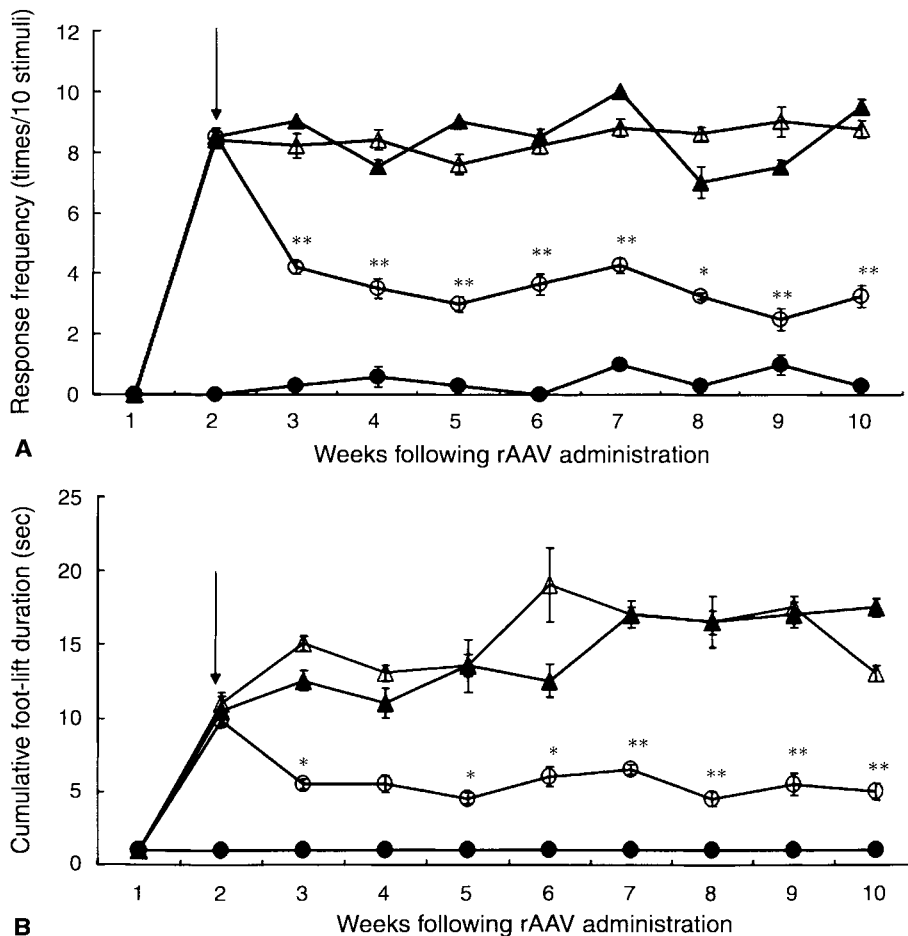 Response frequency (times/10 stimuli)
12
10
8
6
4
2
0
** ** ** ** ** * ** **
1 2 3 4 5 6 7 8 9 10
Weeks following rAAV administration
A
Cumulative foot-lift duration (sec)
25
20
15
10
5
0
* * * ** ** ** **
1 2 3 4 5 6 7 8 9 10
Weeks following rAAV administration
B